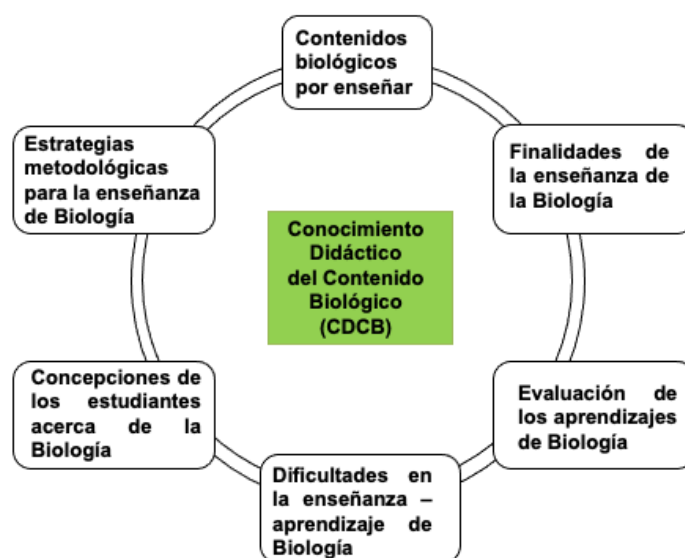 Contenidos
biológicos
por enseñar
Estrategias
metodológicas
para la enseñanza
de Biología
Finalidades de
la enseñanza de
la Biología
Conocimiento
Didáctico
del Contenido
Biológico
(CDCB)
Concepciones de
los estudiantes
acerca de la
Biología
Evaluación de
los aprendizajes
de Biología
Dificultades en
la enseñanza –
aprendizaje de
Biología